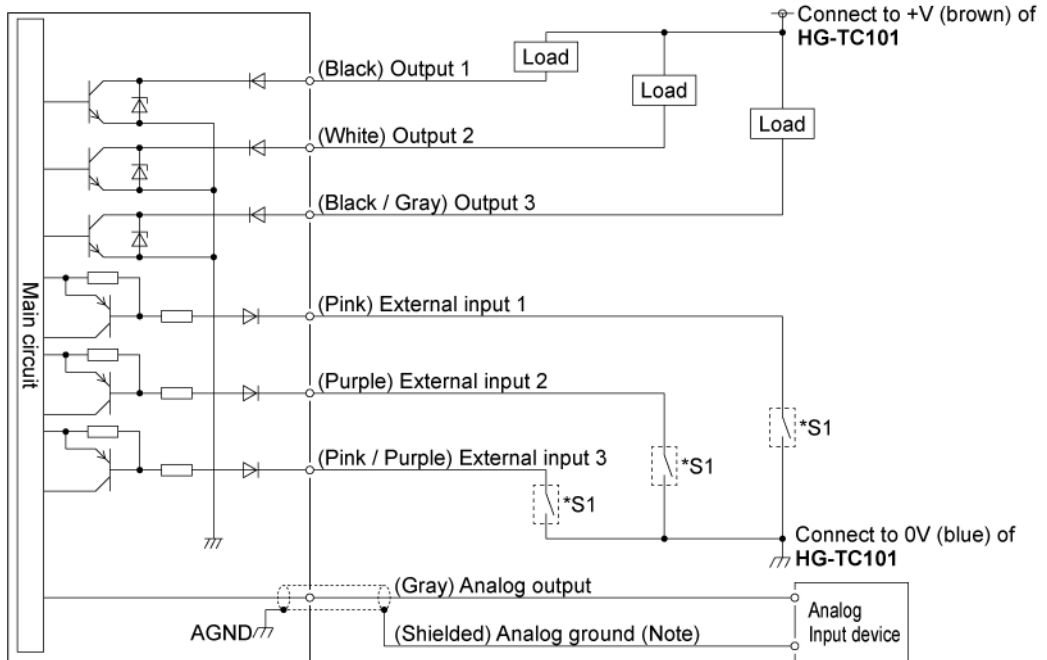 Connect to +V (brown) of
HG-TC101
Load
(Black) Output 1
Load
Load
(White) Output 2
(Black / Gray) Output 3
Main circuit
(Pink) External input 1
(Purple) External input 2
*S1
(Pink / Purple) External input 3
*S1
*S1
Connect to 0V (blue) of
HG-TC101
(Gray) Analog output
Analog
Input device
AGND
(Shielded) Analog ground (Note)